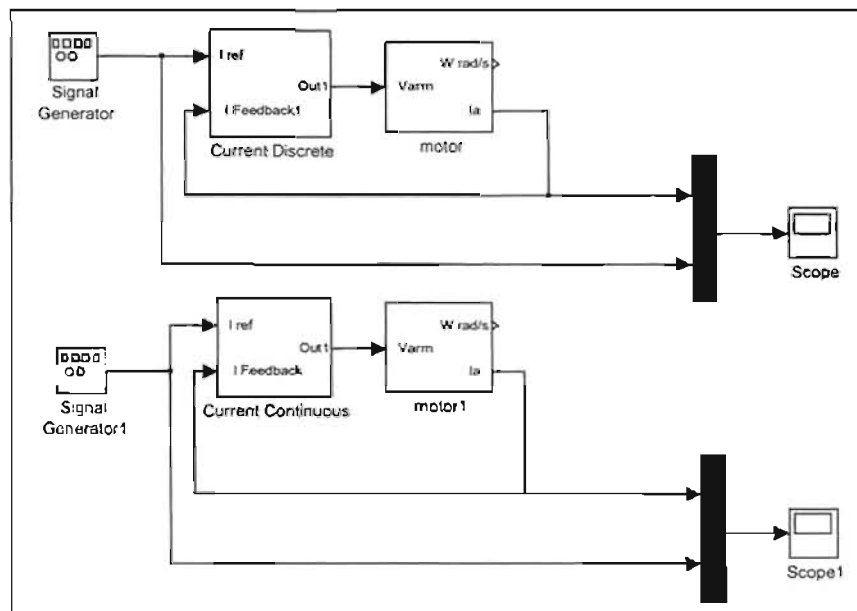 I ref
W rad/s
Out1
Varm
I Feedback1
Ia
Signal
Generator
Current Discrete
motor
Scope
I ref
W rad/s
Out1
Varm
I Feedback
Ia
Signal
Generator1
Current Continuous
motor1
Scope1